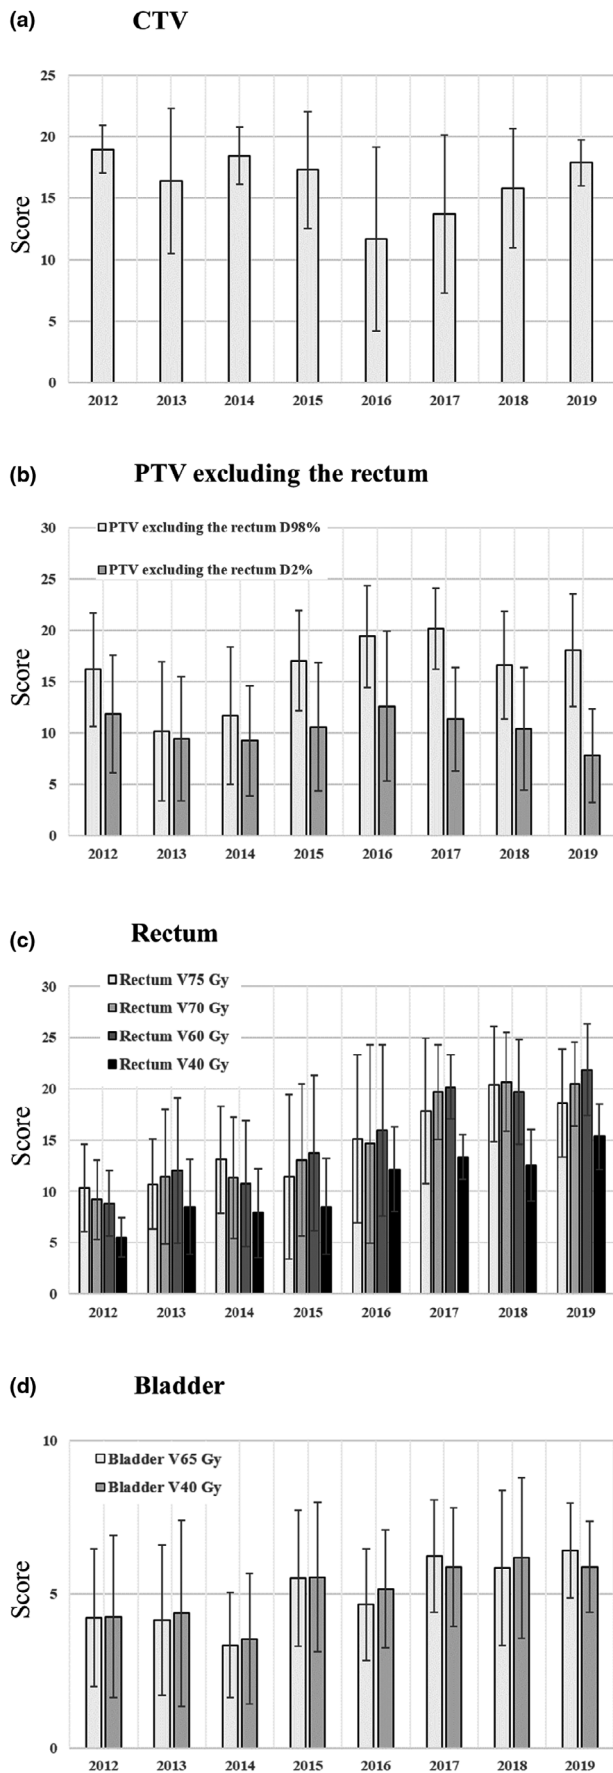 (a) CTV
25
20
15
10
5
0
Score
2012 2013 2014 2015 2016 2017 2018 2019
(b) PTV excluding the rectum
PTV excluding the rectum D98%
PTV excluding the rectum D2%
30
25
20
15
10
5
0
Score
2012 2013 2014 2015 2016 2017 2018 2019
(c) Rectum
Rectum V75 Gy
Rectum V70 Gy
Rectum V60 Gy
Rectum V40 Gy
30
25
20
15
10
5
0
Score
2012 2013 2014 2015 2016 2017 2018 2019
(d) Bladder
Bladder V65 Gy
Bladder V40 Gy
10
5
0
Score
2012 2013 2014 2015 2016 2017 2018 2019